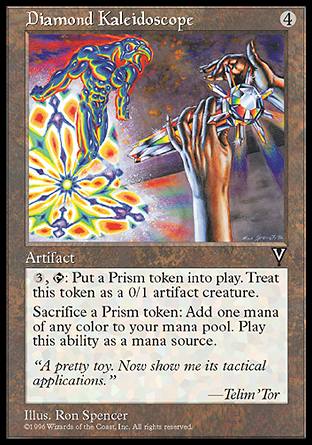 Diamond Kaleidoscope 4
V
Artifact
3, T: Put a Prism token into play. Treat
this token as a 0/1 artifact creature.
Sacrifice a Prism token: Add one mana
of any color to your mana pool. Play
this ability as a mana source.
"A pretty toy. Now show me its tactical
applications."
—Telim'Tor
Illus. Ron Spencer
©1996 Wizards of the Coast, Inc. All rights reserved.